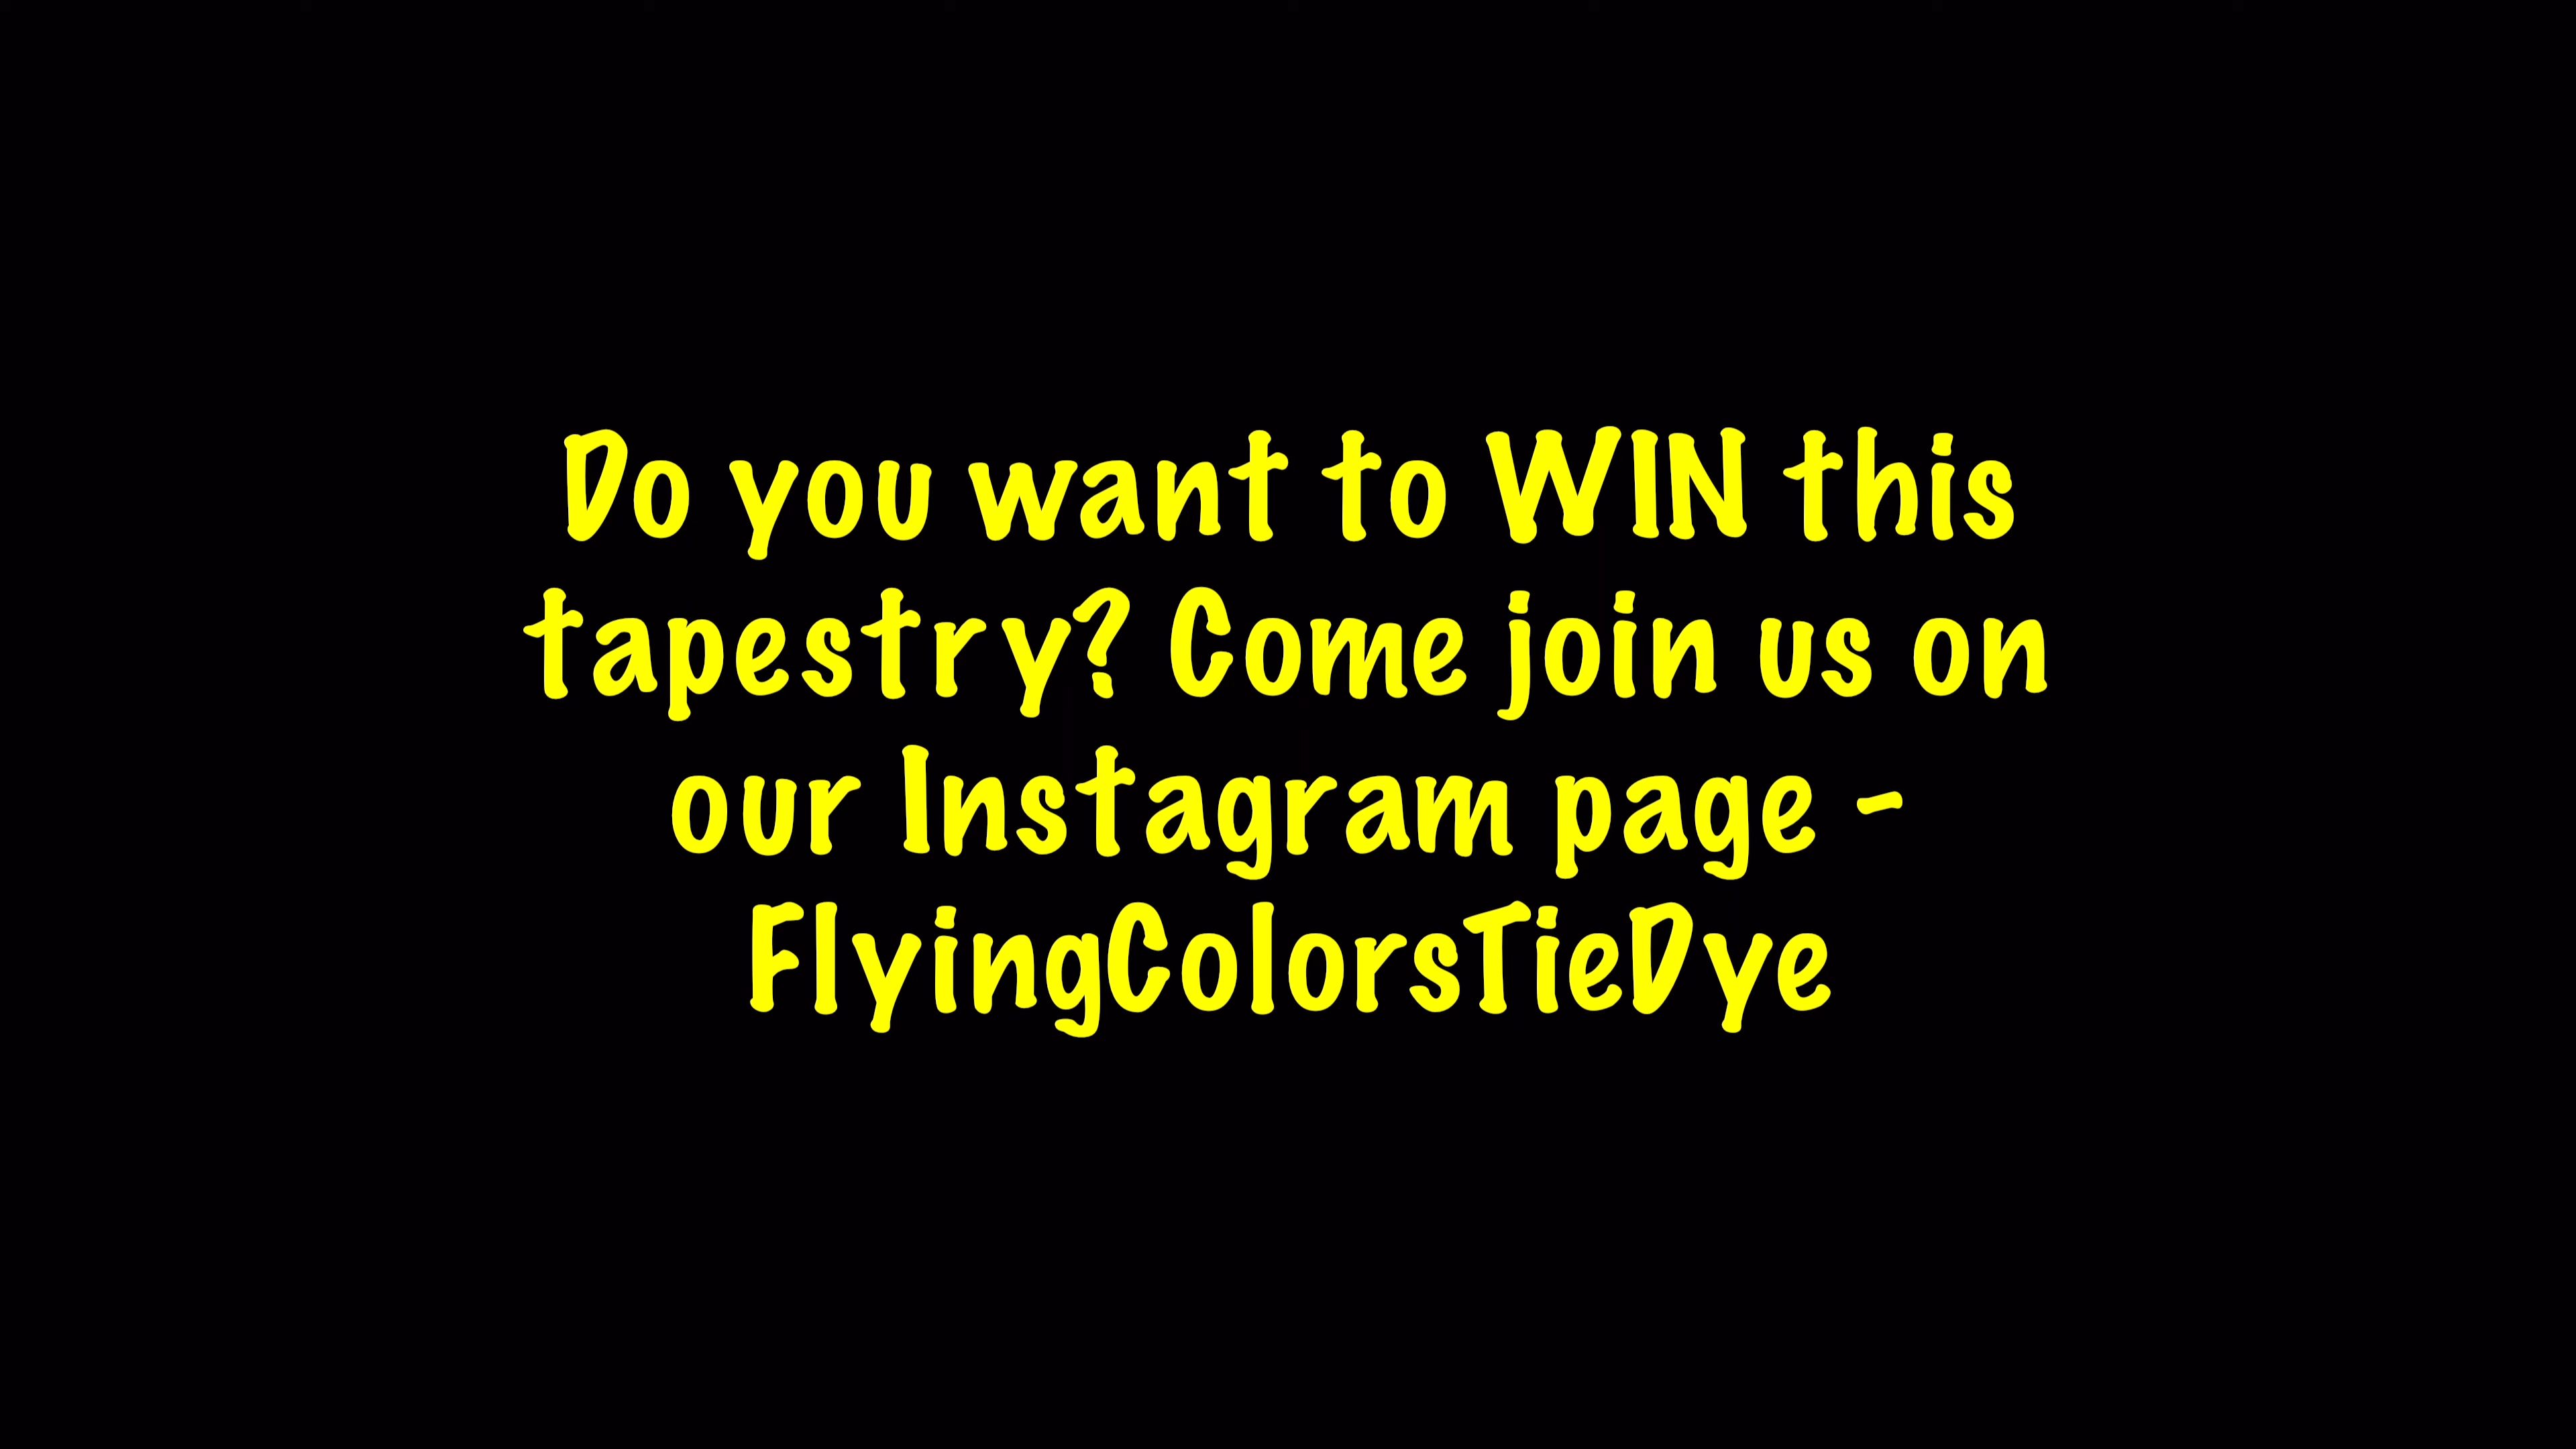 Do you want to WIN this
tapestry? Come join us on
our Instagram page -
FlyingColorsTieDye